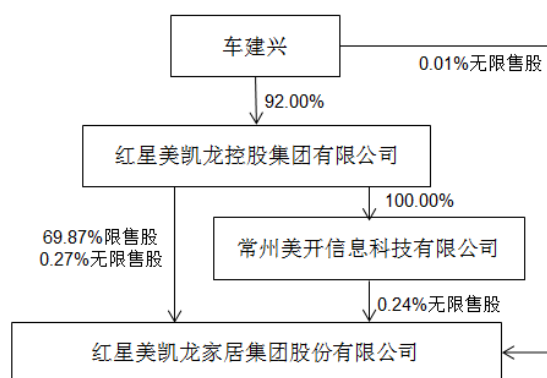 车建兴
0.01%无限售股
92.00%
红星美凯龙控股集团有限公司
69.87%限售股
0.27%无限售股
100.00%
常州美开信息科技有限公司
0.24%无限售股
红星美凯龙家居集团股份有限公司